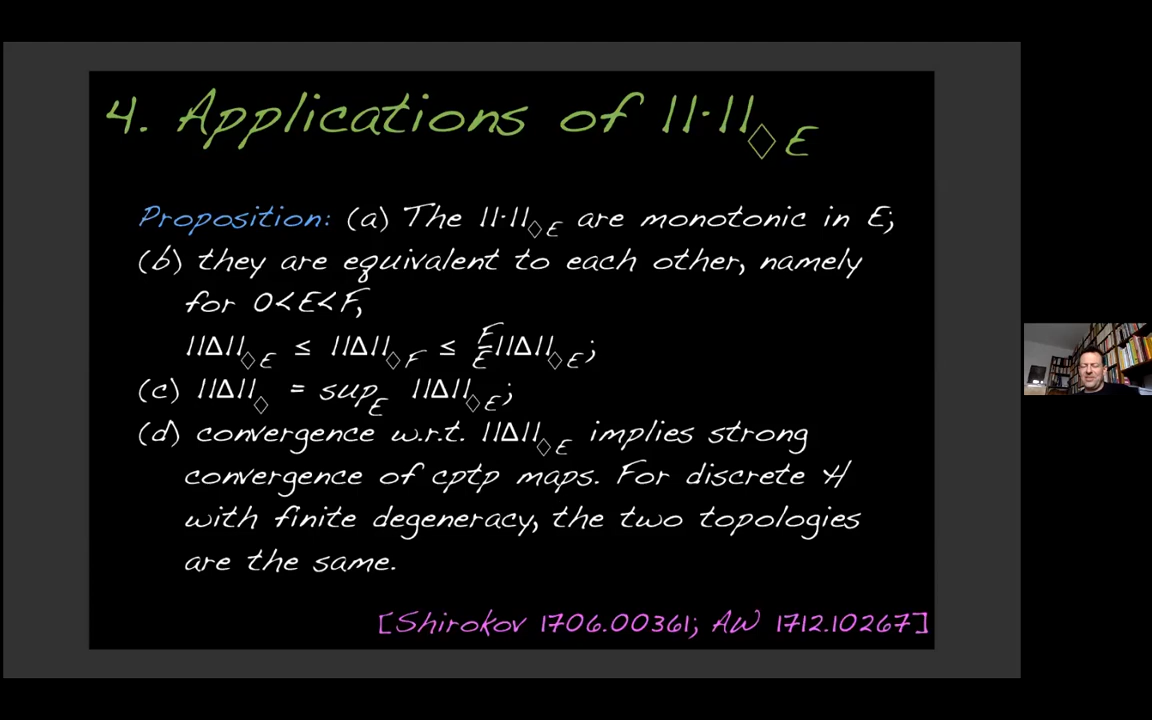 4. Applications of ||·||◇E
Proposition: (a) The ||·||◇E are monotonic in E;
(b) they are equivalent to each other, namely
for 0<E<F,
||Δ||◇E ≤ ||Δ||◇F ≤ F/E||Δ||◇E;
(c) ||Δ||◇ = sup_E ||Δ||◇E;
(d) convergence w.r.t. ||Δ||◇E implies strong
convergence of cptp maps. For discrete H
with finite degeneracy, the two topologies
are the same.
[Shirokov 1706.00361; AW 1712.10267]